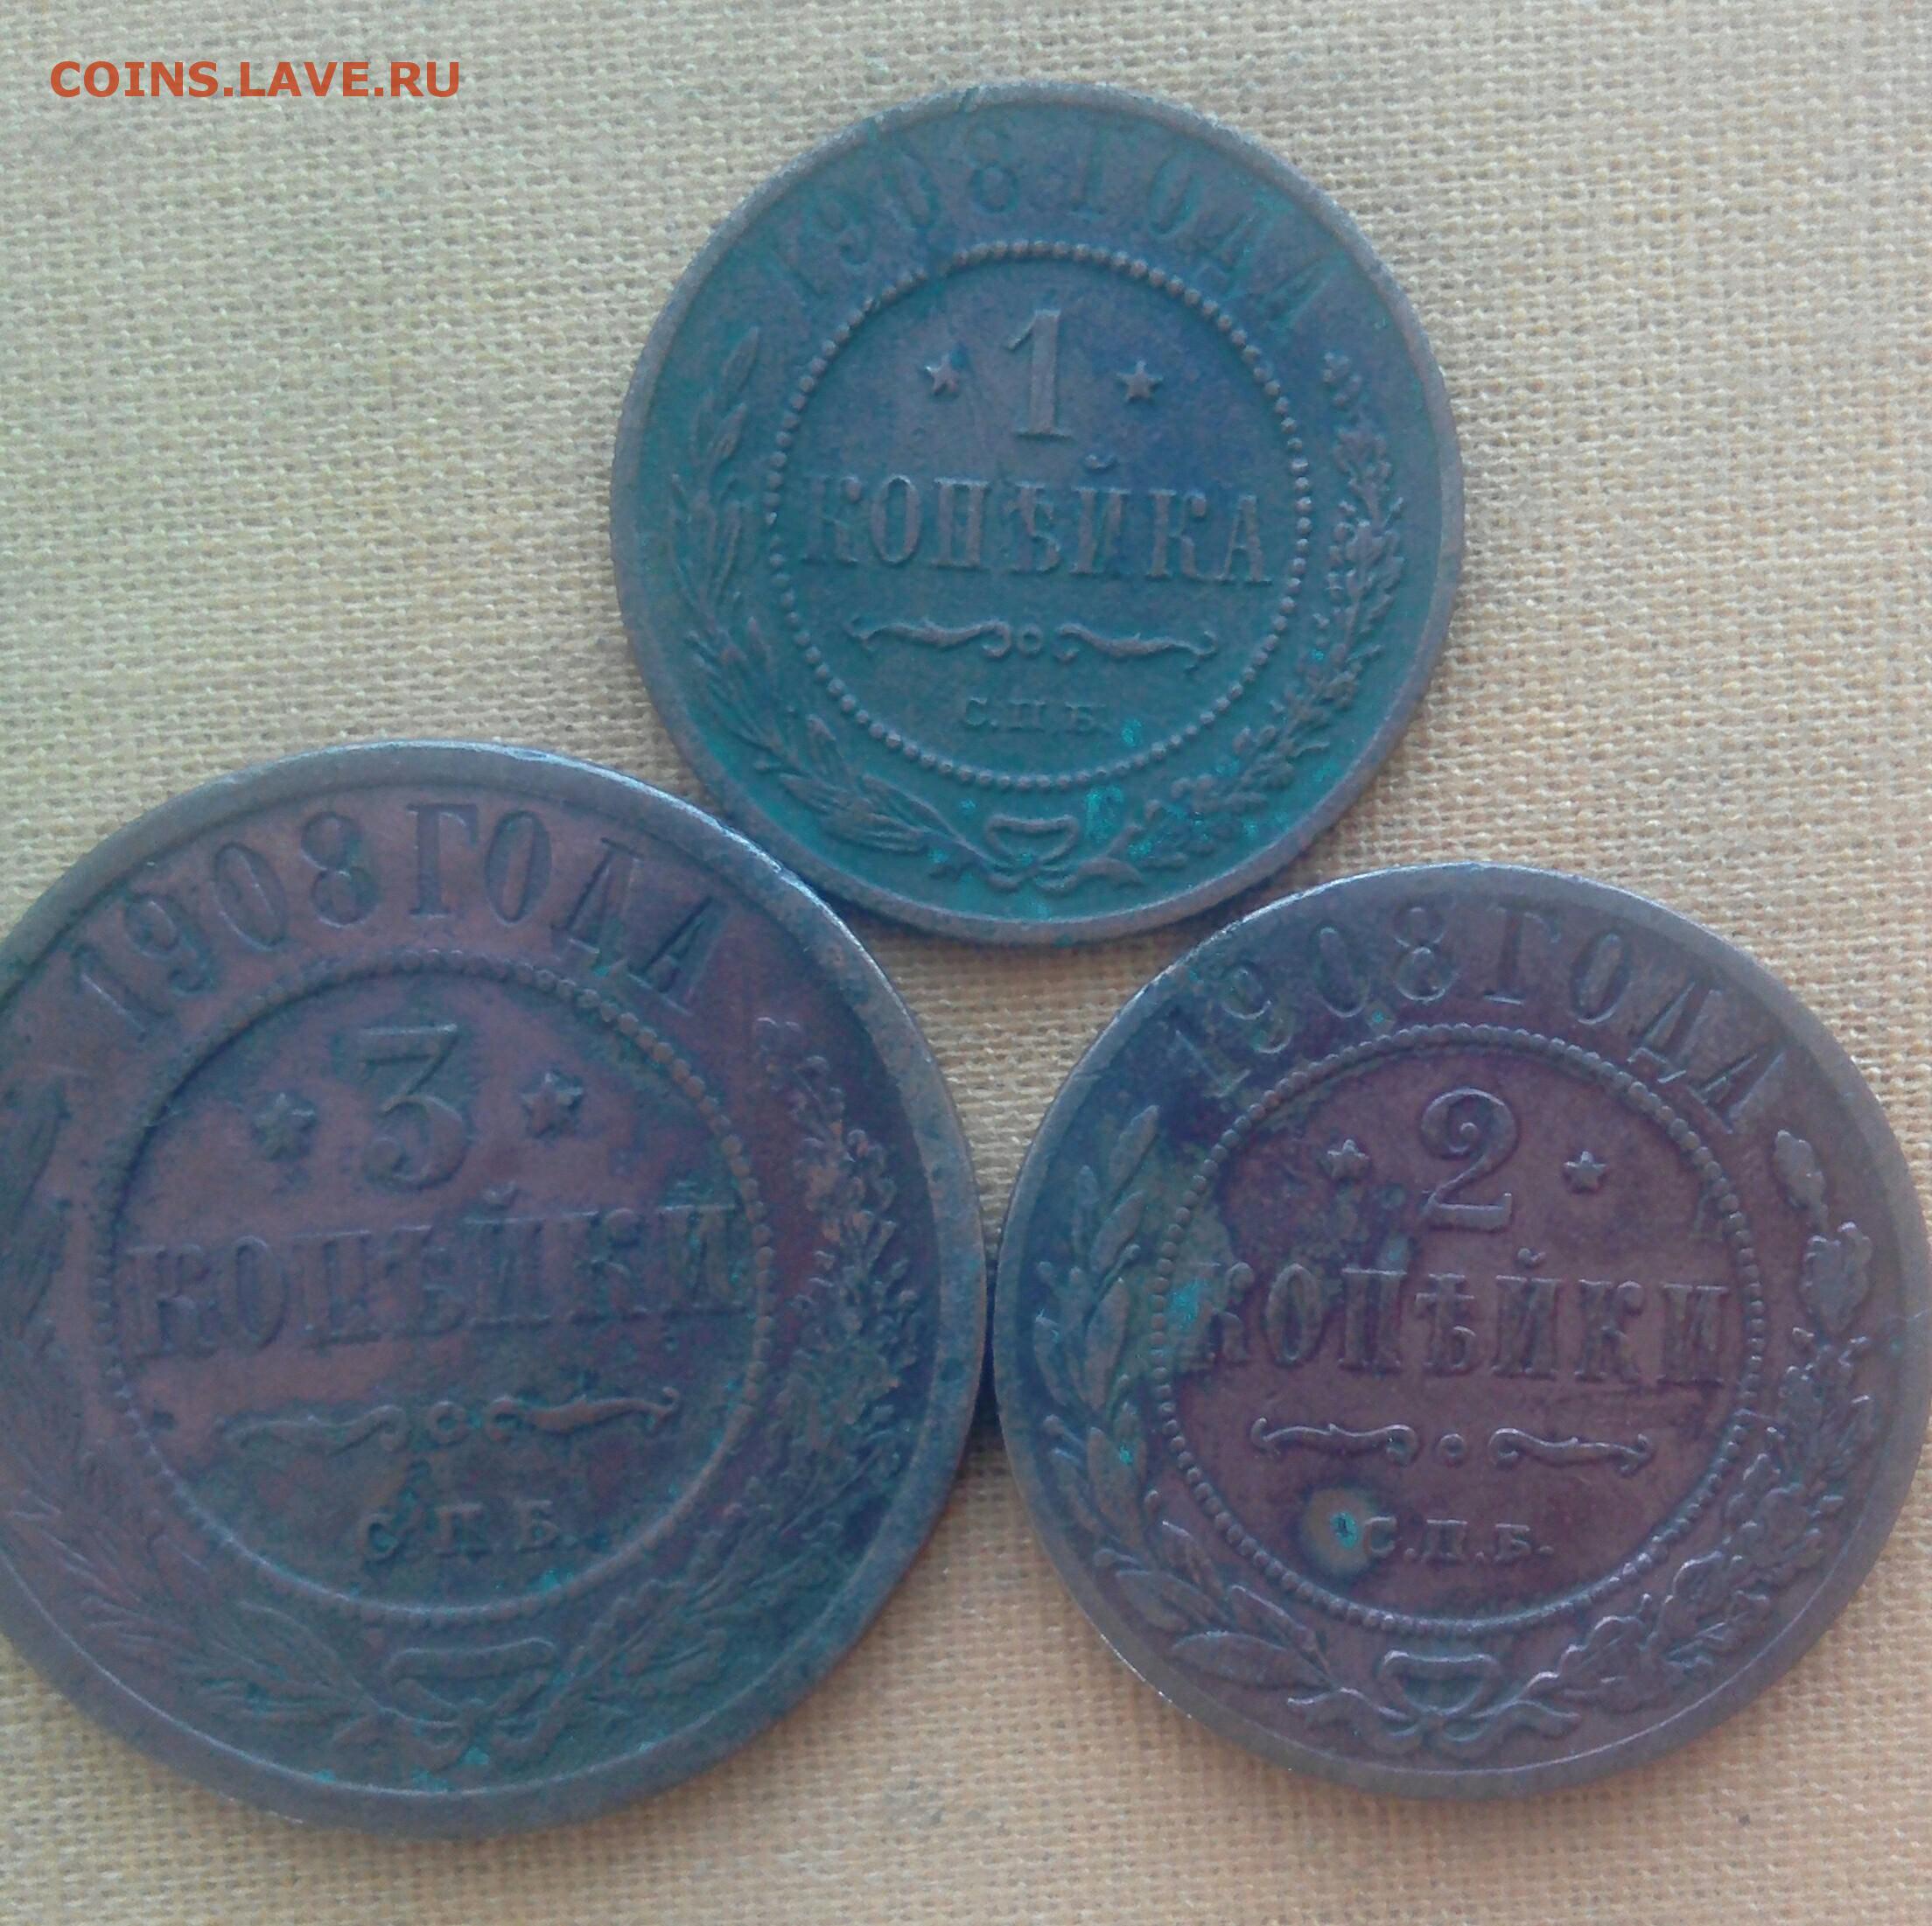 COINS.LAVE.RU
1908 ГОДА
1
КОПѢЙКА
С.П.Б.
1908 ГОДА
3
КОПѢЙКИ
С.П.Б.
1908 ГОДА
2
КОПѢЙКИ
С.П.Б.